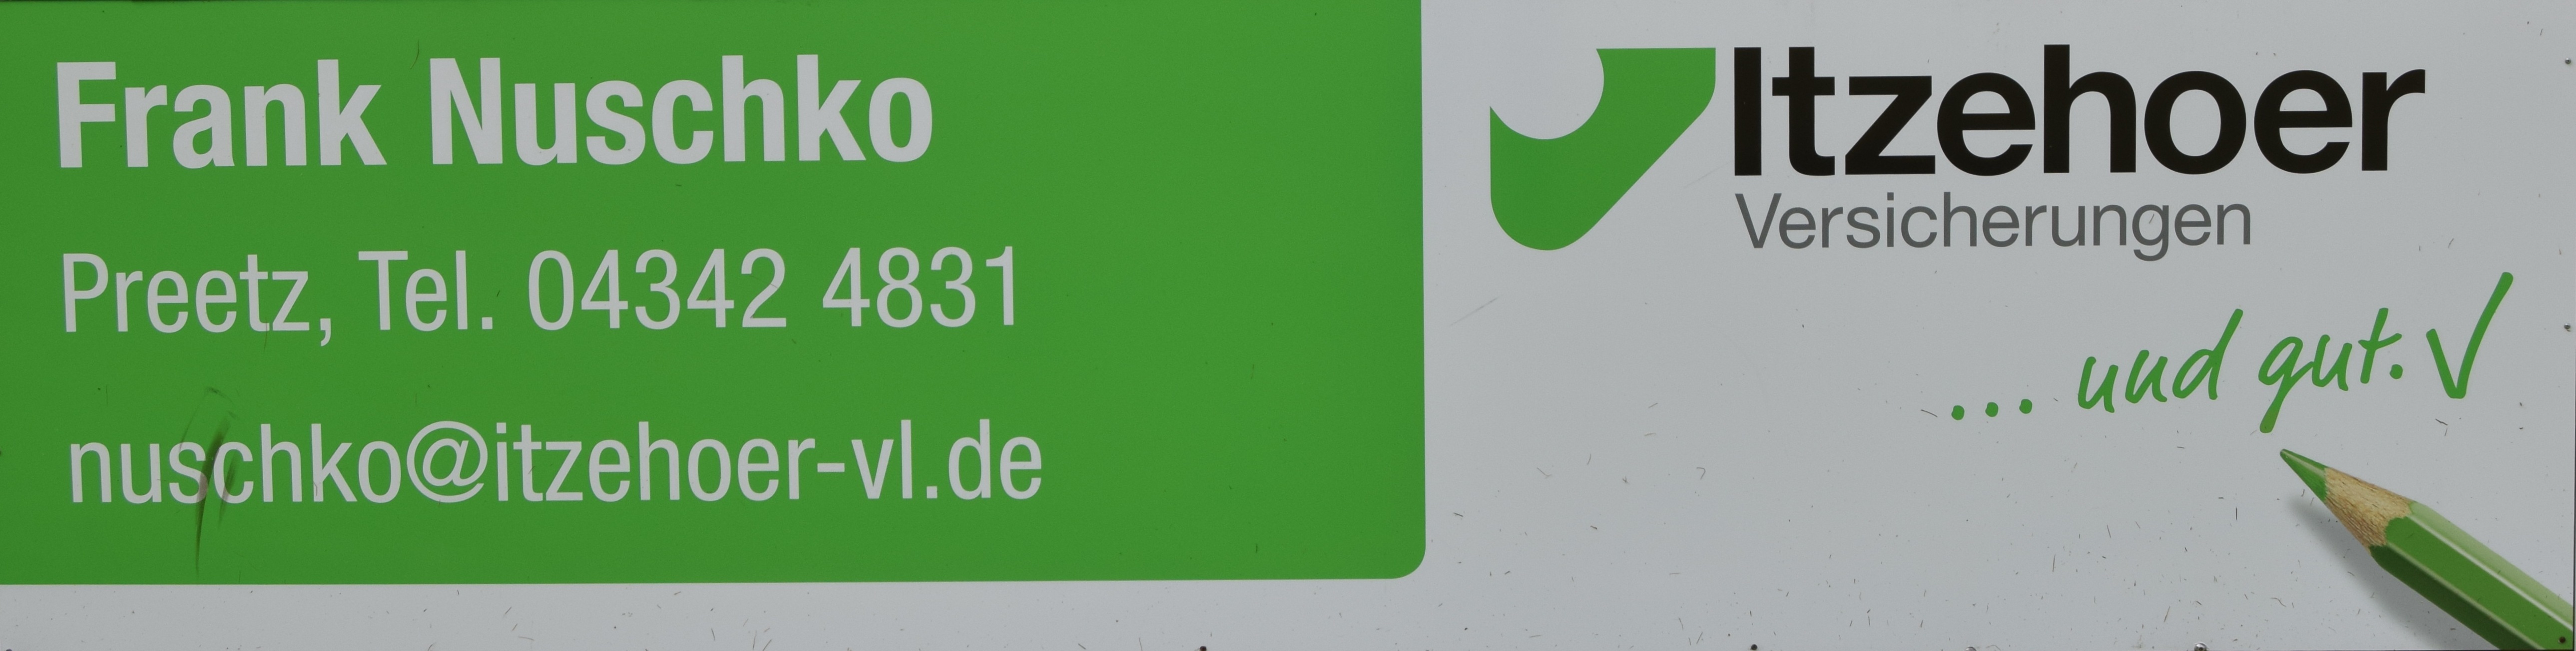 Frank Nuschko
Preetz, Tel. 04342 4831
nuschko@itzehoer-vl.de
Itzehoer
Versicherungen
... und gut. ✓